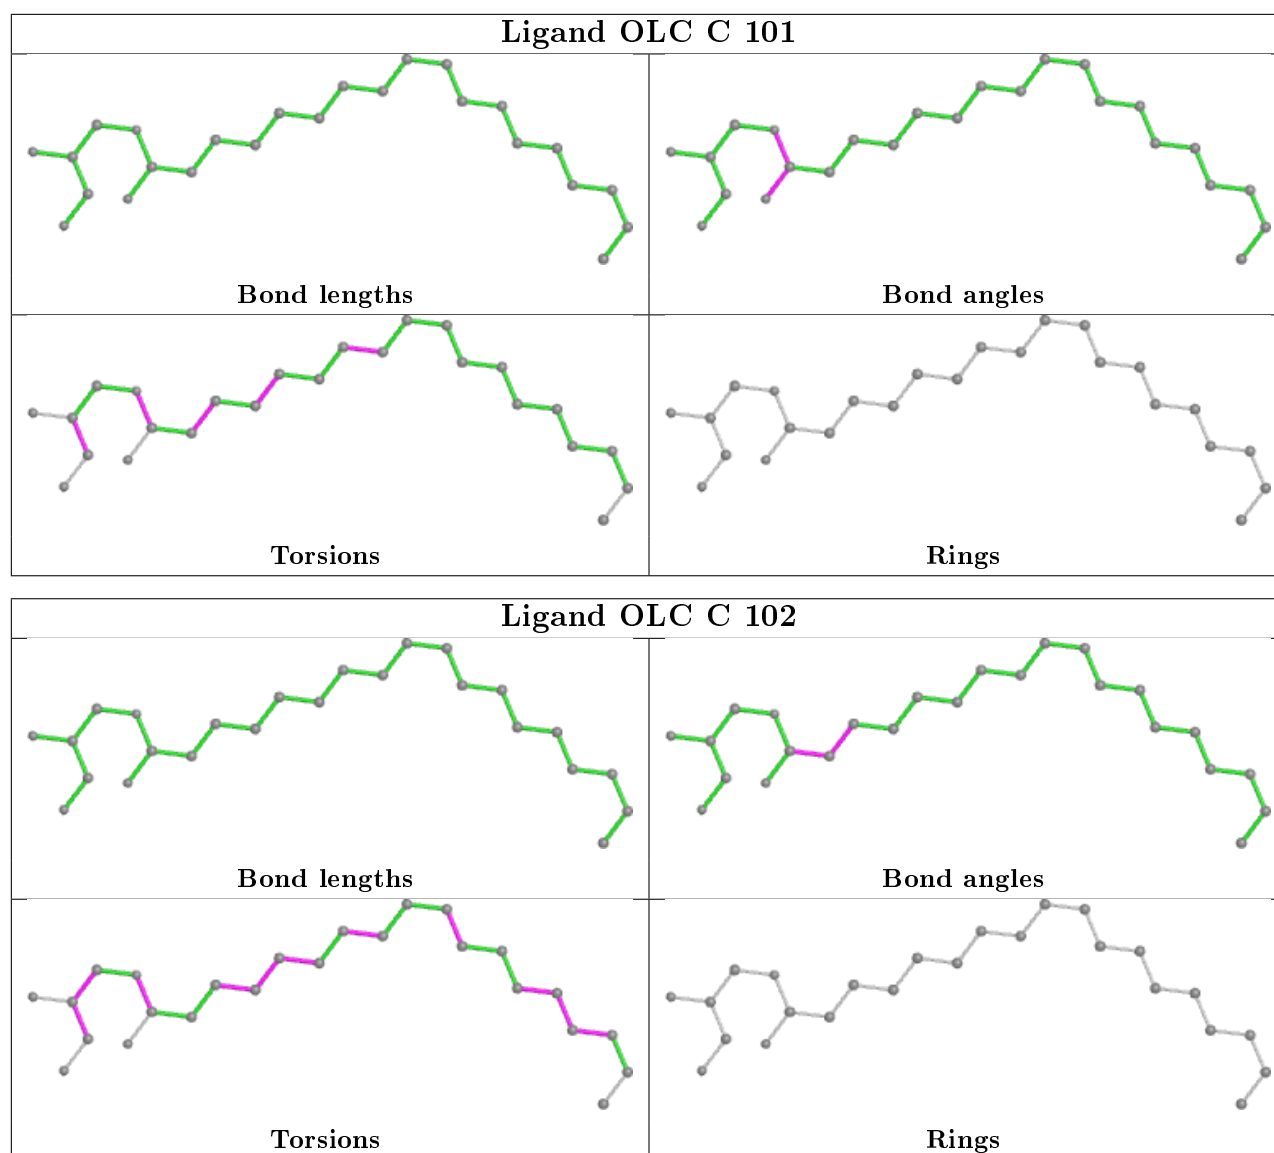 Ligand OLC C 101
Bond lengths
Bond angles
Torsions
Rings
Ligand OLC C 102
Bond lengths
Bond angles
Torsions
Rings